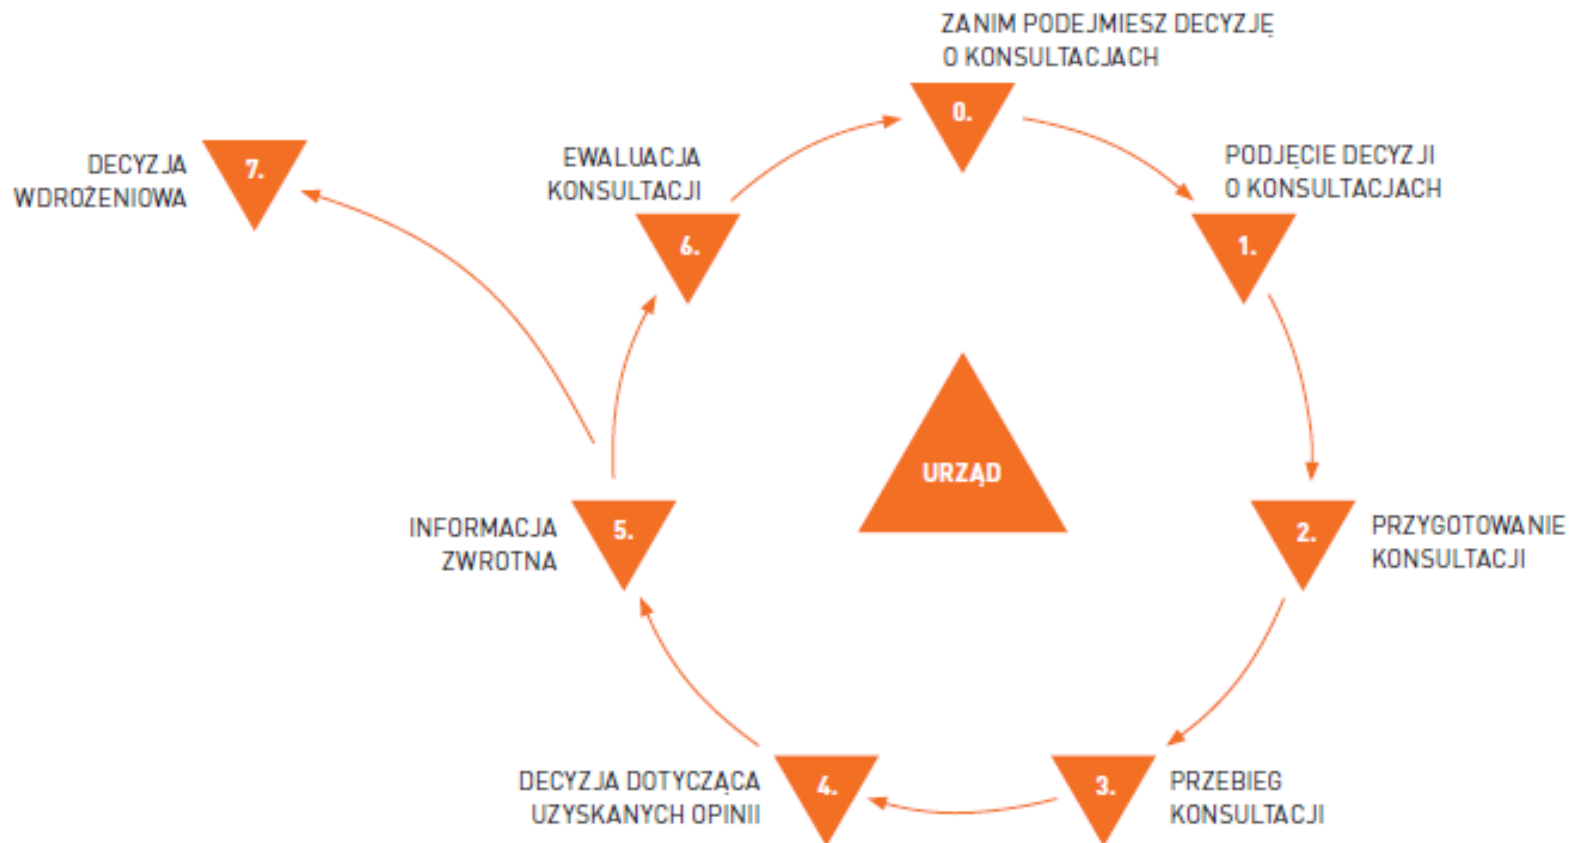 ZANIM PODEJMIESZ DECYZJĘ
O KONSULTACJACH
0.
PODJĘCIE DECYZJI
O KONSULTACJACH
1.
PRZYGOTOWANIE
KONSULTACJI
2.
PRZEBIEG
KONSULTACJI
3.
DECYZJA DOTYCZĄCA
UZYSKANYCH OPINII
4.
INFORMACJA
ZWROTNA
5.
EWALUACJA
KONSULTACJI
6.
DECYZJA
WDROŻENIOWA
7.
URZĄD